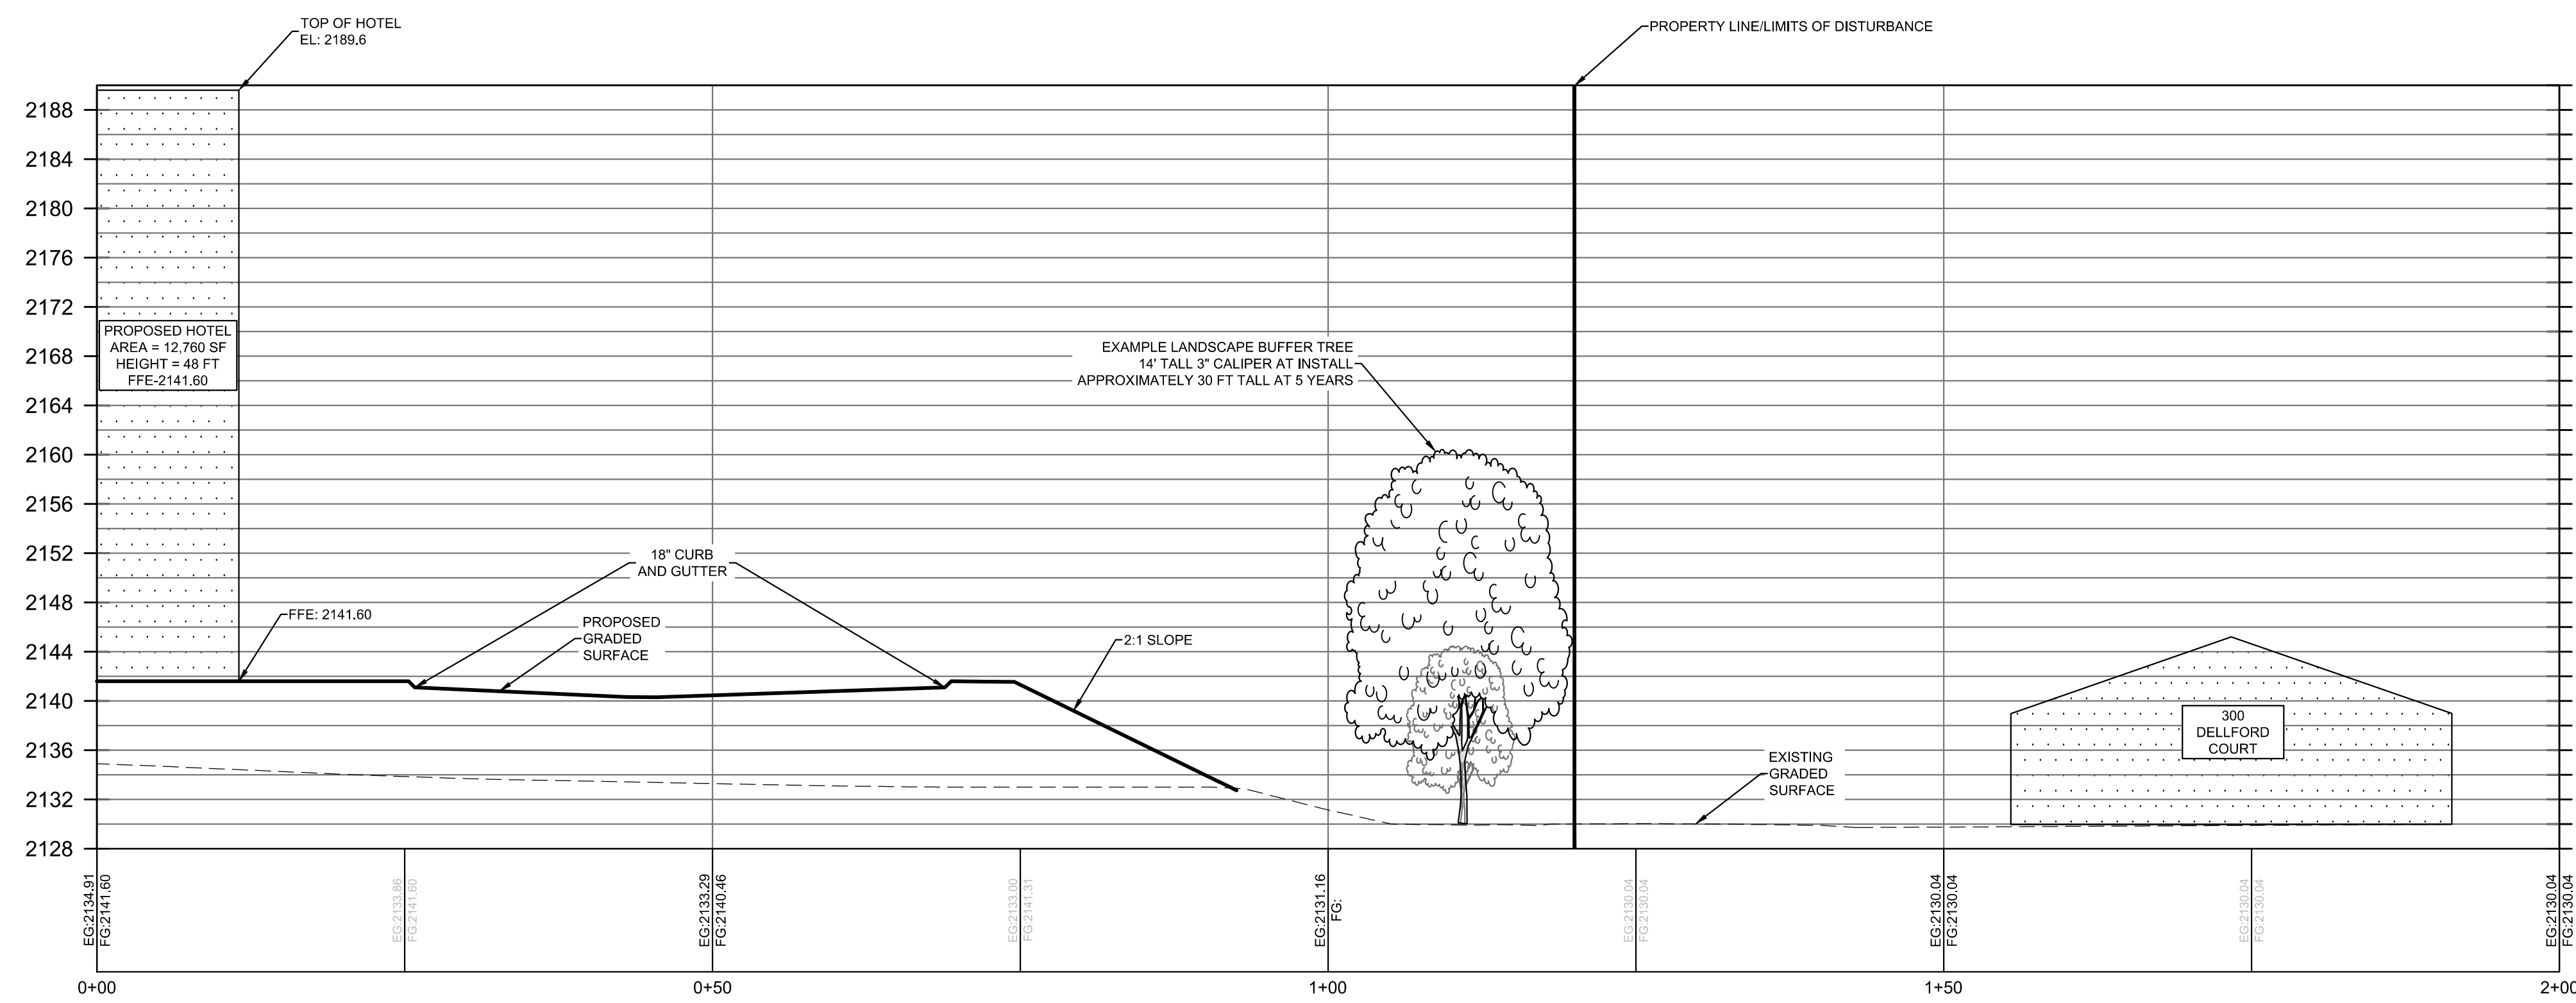 TOP OF HOTEL
EL: 2189.6
PROPERTY LINE/LIMITS OF DISTURBANCE
2188
2184
2180
2176
2172
2168
2164
2160
2156
2152
2148
2144
2140
2136
2132
2128
PROPOSED HOTEL
AREA = 12,760 SF
HEIGHT = 48 FT
FFE-2141.60
EXAMPLE LANDSCAPE BUFFER TREE
14' TALL 3" CALIPER AT INSTALL
APPROXIMATELY 30 FT TALL AT 5 YEARS
18" CURB
AND GUTTER
FFE: 2141.60
PROPOSED
GRADED
SURFACE
2:1 SLOPE
300
DELLFORD
COURT
EXISTING
GRADED
SURFACE
EG:2134.91
FG:2141.60
EG:2133.86
FG:2141.60
EG:2133.29
FG:2140.46
EG:2133.00
FG:2141.31
EG:2131.16
FG:
EG:2130.04
FG:2130.04
EG:2130.04
FG:2130.04
EG:2130.04
FG:2130.04
EG:2130.04
FG:2130.04
0+00
0+50
1+00
1+50
2+00